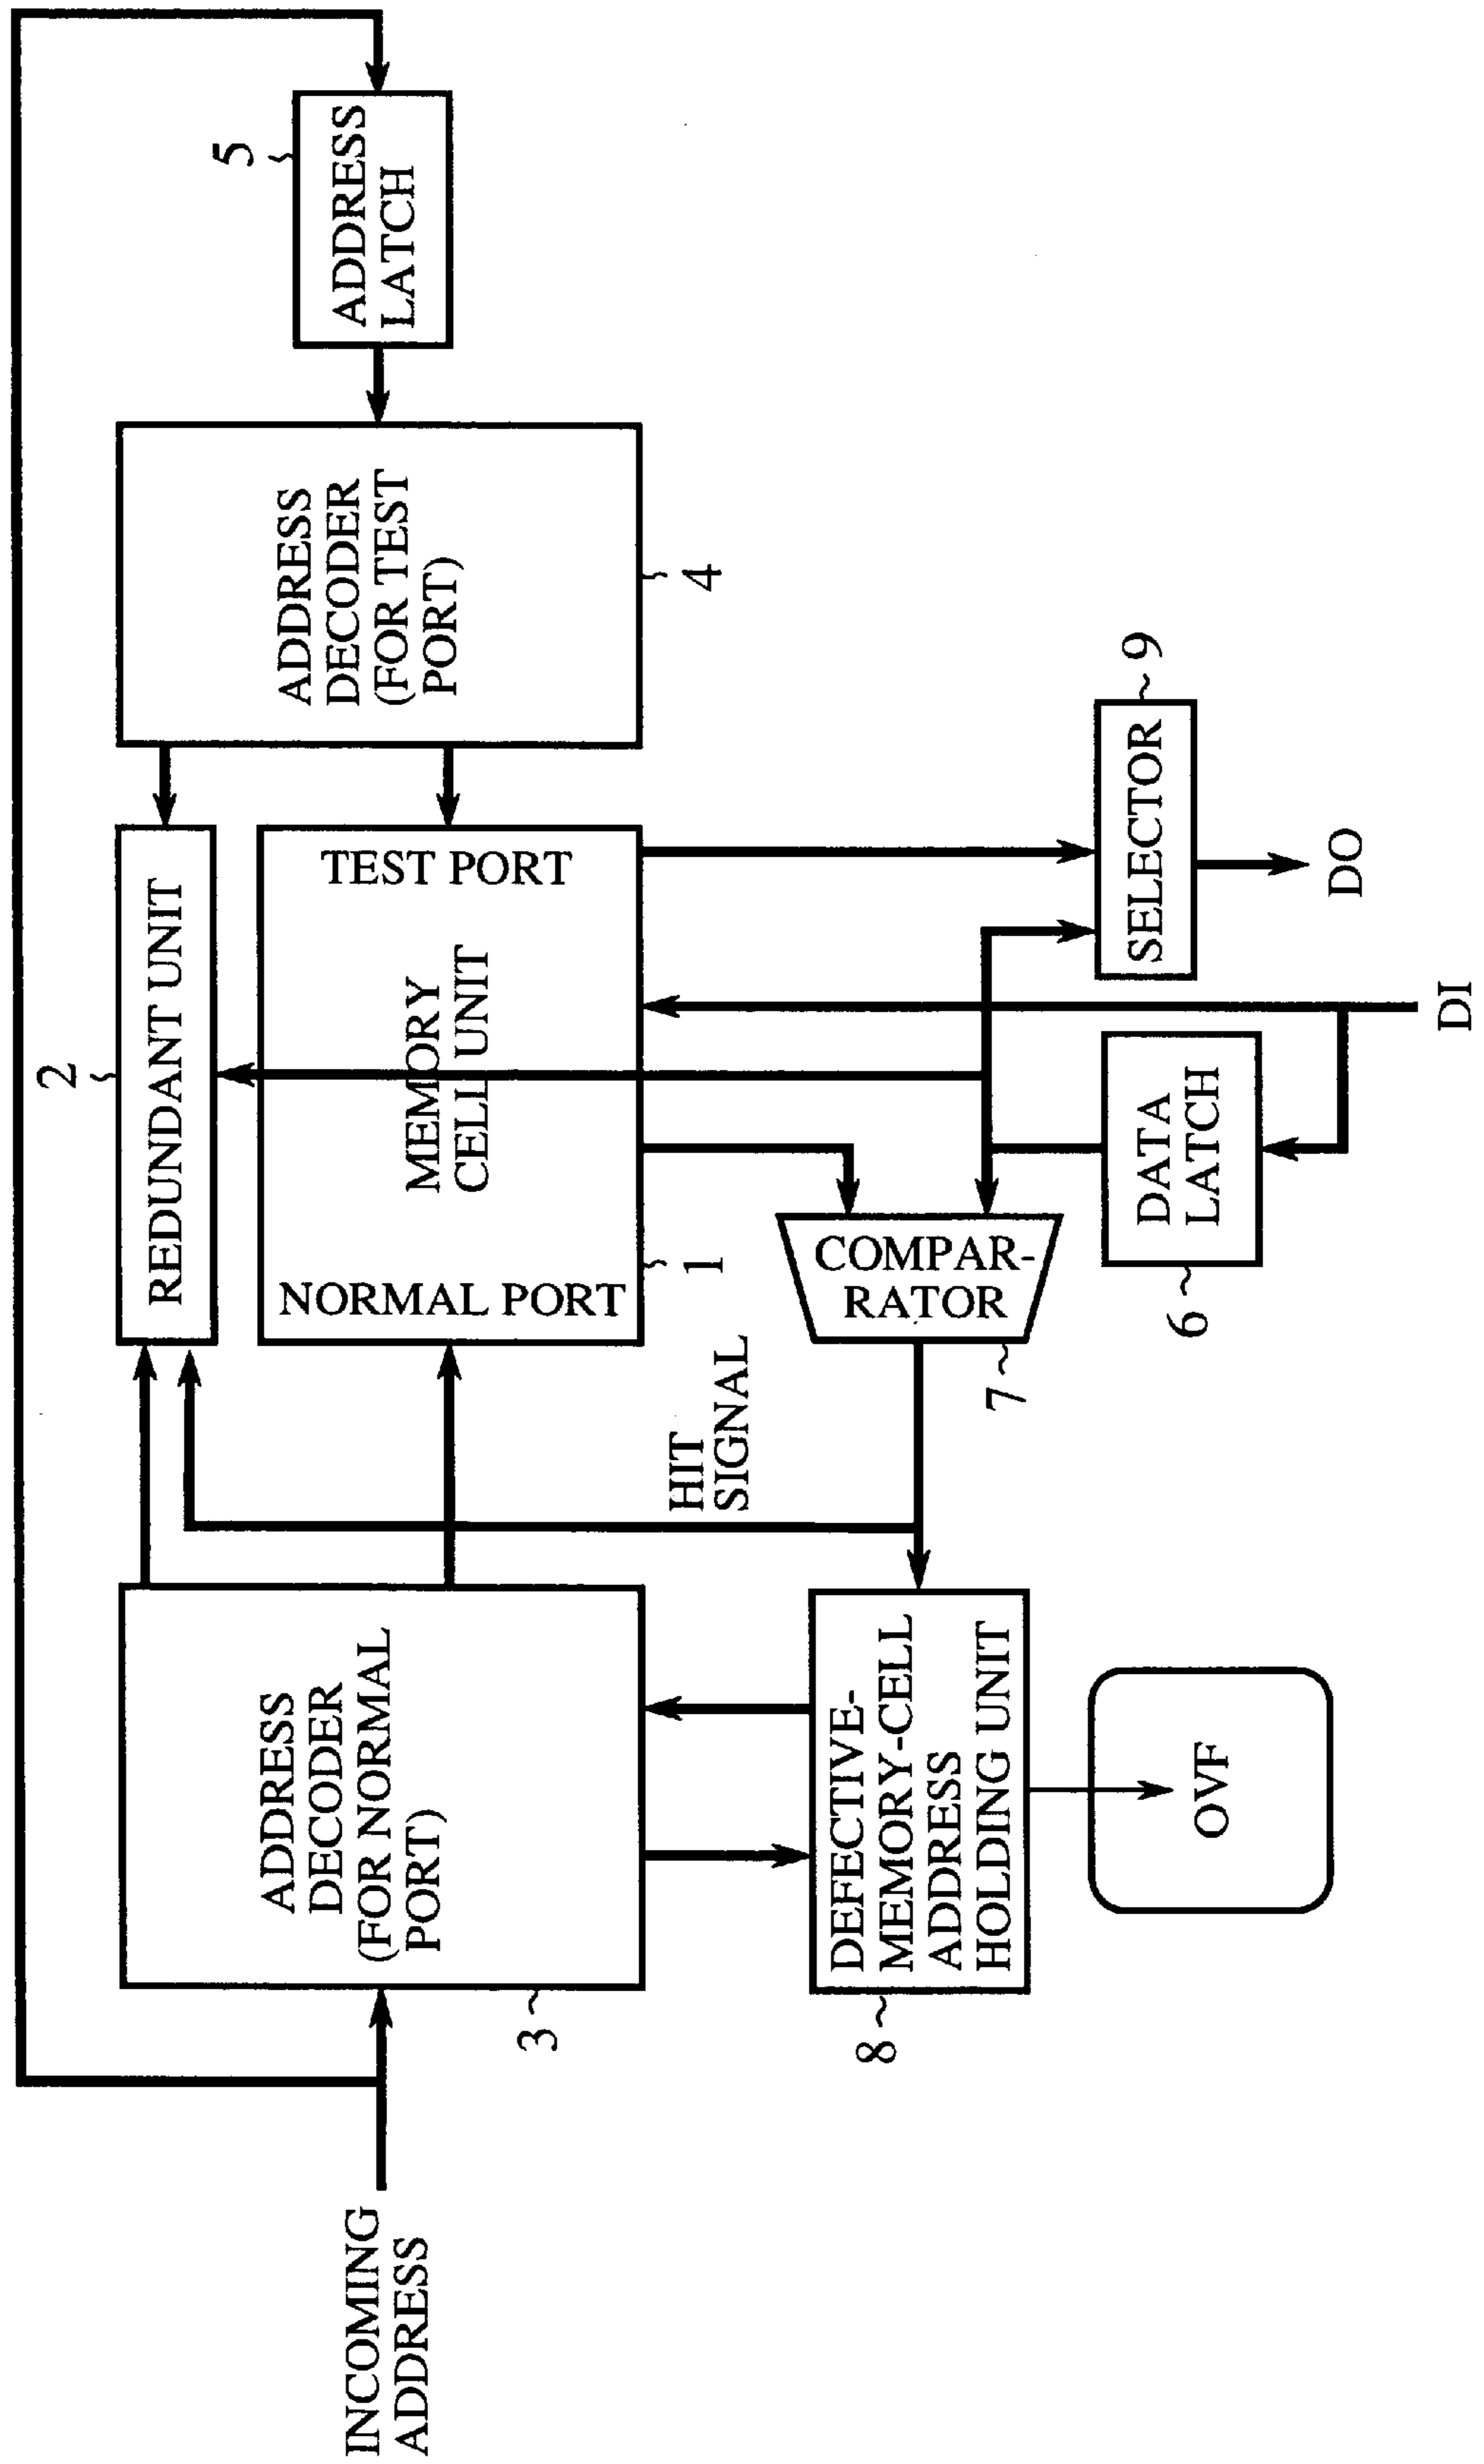 INCOMING
ADDRESS
ADDRESS
DECODER
(FOR NORMAL
PORT)
3
2
REDUNDANT UNIT
NORMAL PORT
MEMORY
CELL UNIT
TEST PORT
1
ADDRESS
DECODER
(FOR TEST
PORT)
4
5
ADDRESS
LATCH
HIT
SIGNAL
COMPAR-
RATOR
7
8
DEFECTIVE-
MEMORY-CELL
ADDRESS
HOLDING UNIT
OVF
6
DATA
LATCH
SELECTOR
9
DI
DO